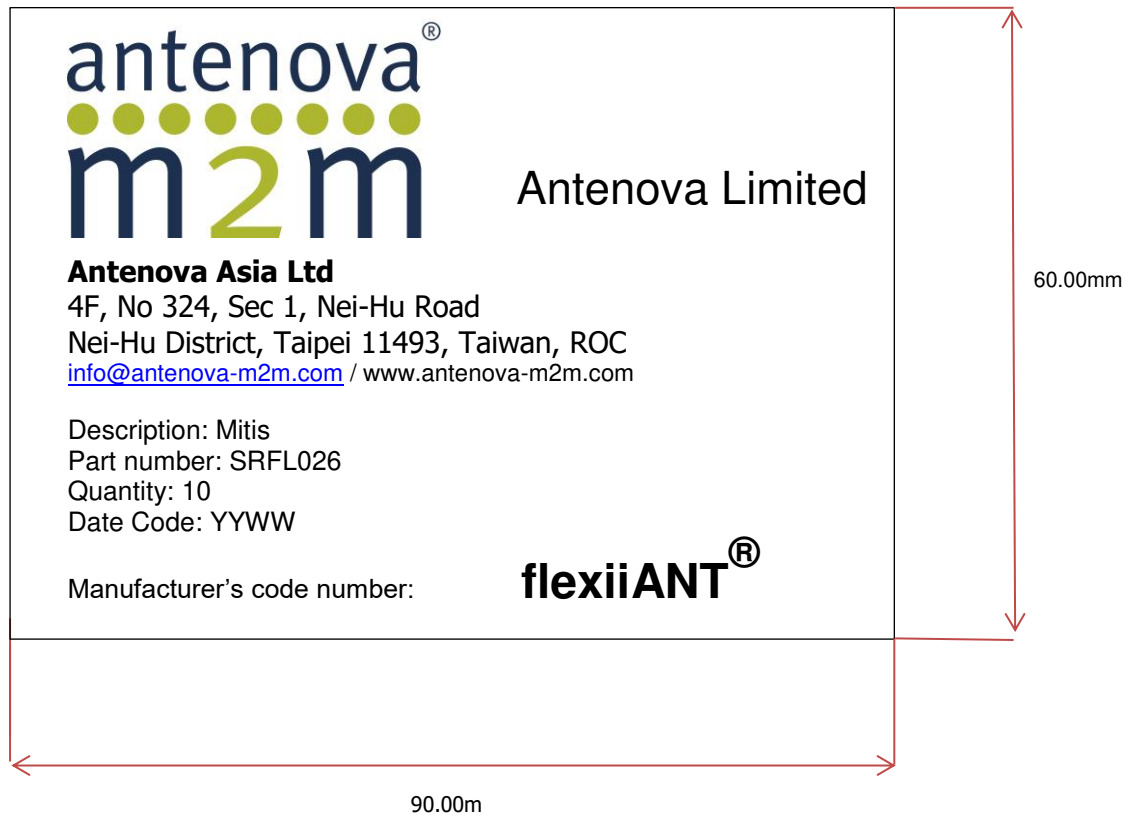 antenova®
m2m
Antenova Limited
Antenova Asia Ltd
4F, No 324, Sec 1, Nei-Hu Road
Nei-Hu District, Taipei 11493, Taiwan, ROC
info@antenova-m2m.com / www.antenova-m2m.com
Description: Mitis
Part number: SRFL026
Quantity: 10
Date Code: YYWW
Manufacturer’s code number:
flexiiANT®
60.00mm
90.00m